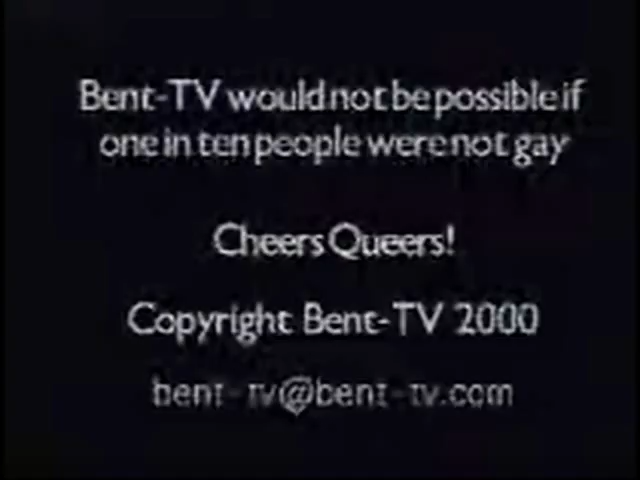 Bent-TV would not be possible if
one in ten people were not gay
Cheers Queers!
Copyright Bent-TV 2000
bent-tv@bent-tv.com